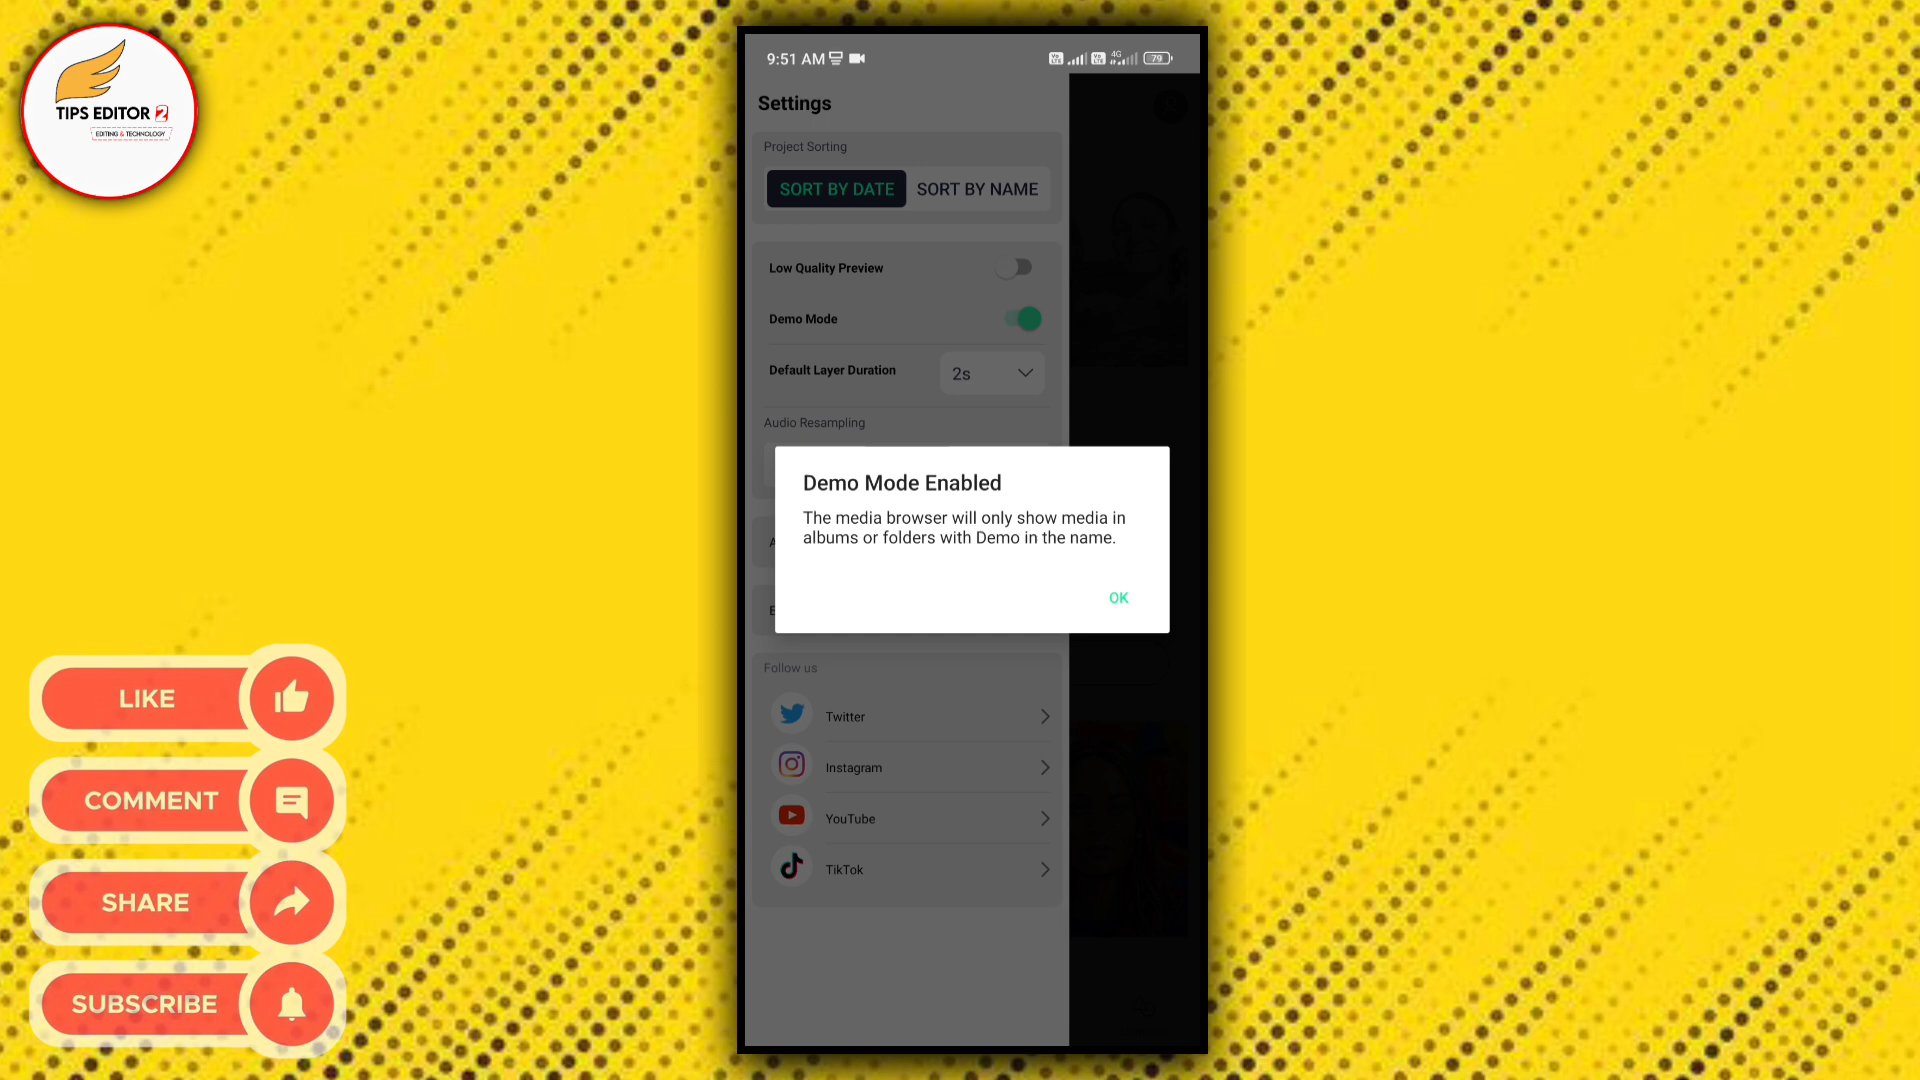 TIPS EDITOR 2
EDITING & TECHNOLOGY
9:51 AM
4G
79
Settings
Project Sorting
SORT BY DATE
SORT BY NAME
Low Quality Preview
Demo Mode
Default Layer Duration
2s
Audio Resampling
Demo Mode Enabled
The media browser will only show media in
albums or folders with Demo in the name.
OK
Follow us
Twitter
Instagram
YouTube
TikTok
LIKE
COMMENT
SHARE
SUBSCRIBE